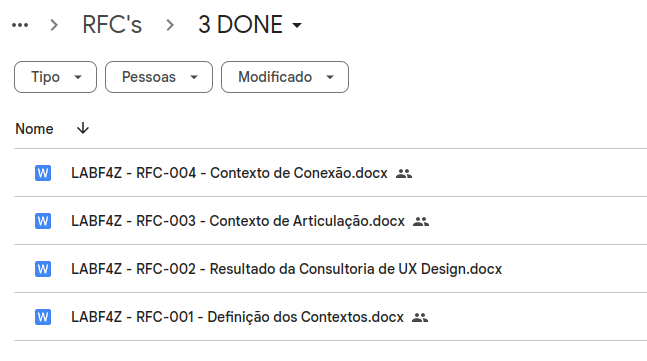 ... > RFC's > 3 DONE
Tipo Pessoas Modificado
Nome
W LABF4Z - RFC-004 - Contexto de Conexão.docx
W LABF4Z - RFC-003 - Contexto de Articulação.docx
W LABF4Z - RFC-002 - Resultado da Consultoria de UX Design.docx
W LABF4Z - RFC-001 - Definição dos Contextos.docx